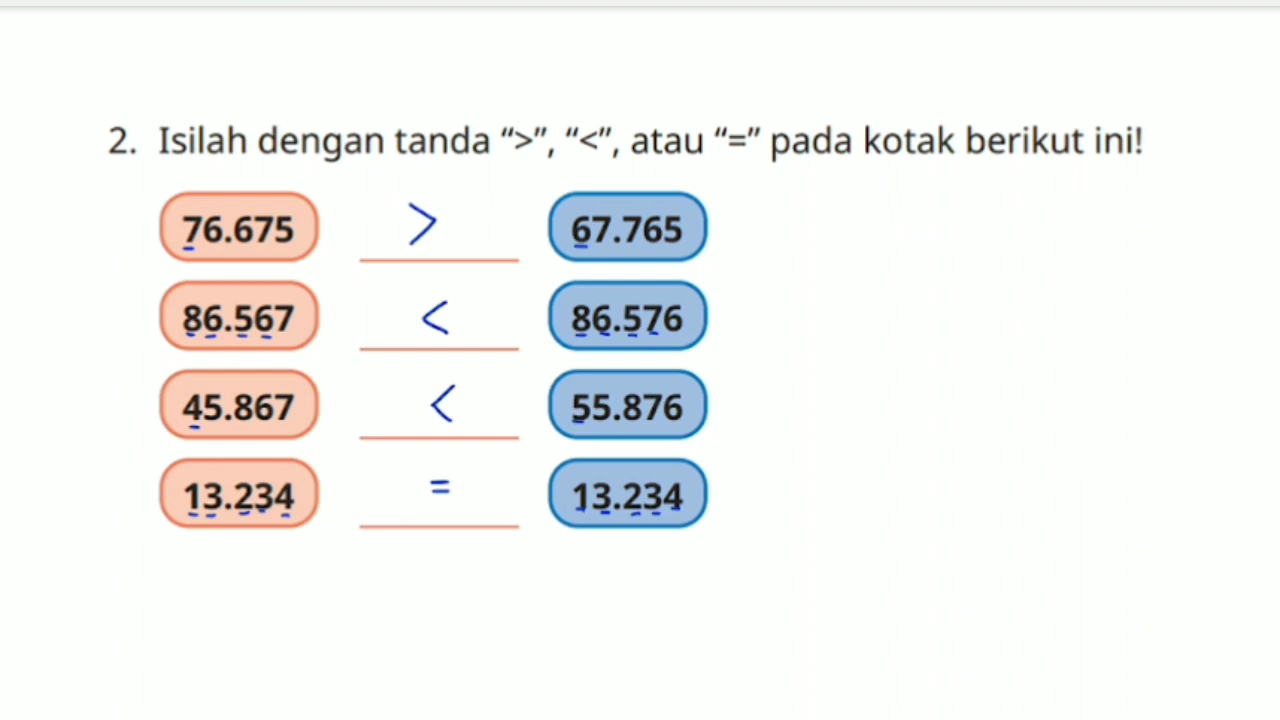 2. Isilah dengan tanda “>”, “<”, atau “=” pada kotak berikut ini!
76.675 > 67.765
86.567 < 86.576
45.867 < 55.876
13.234 = 13.234